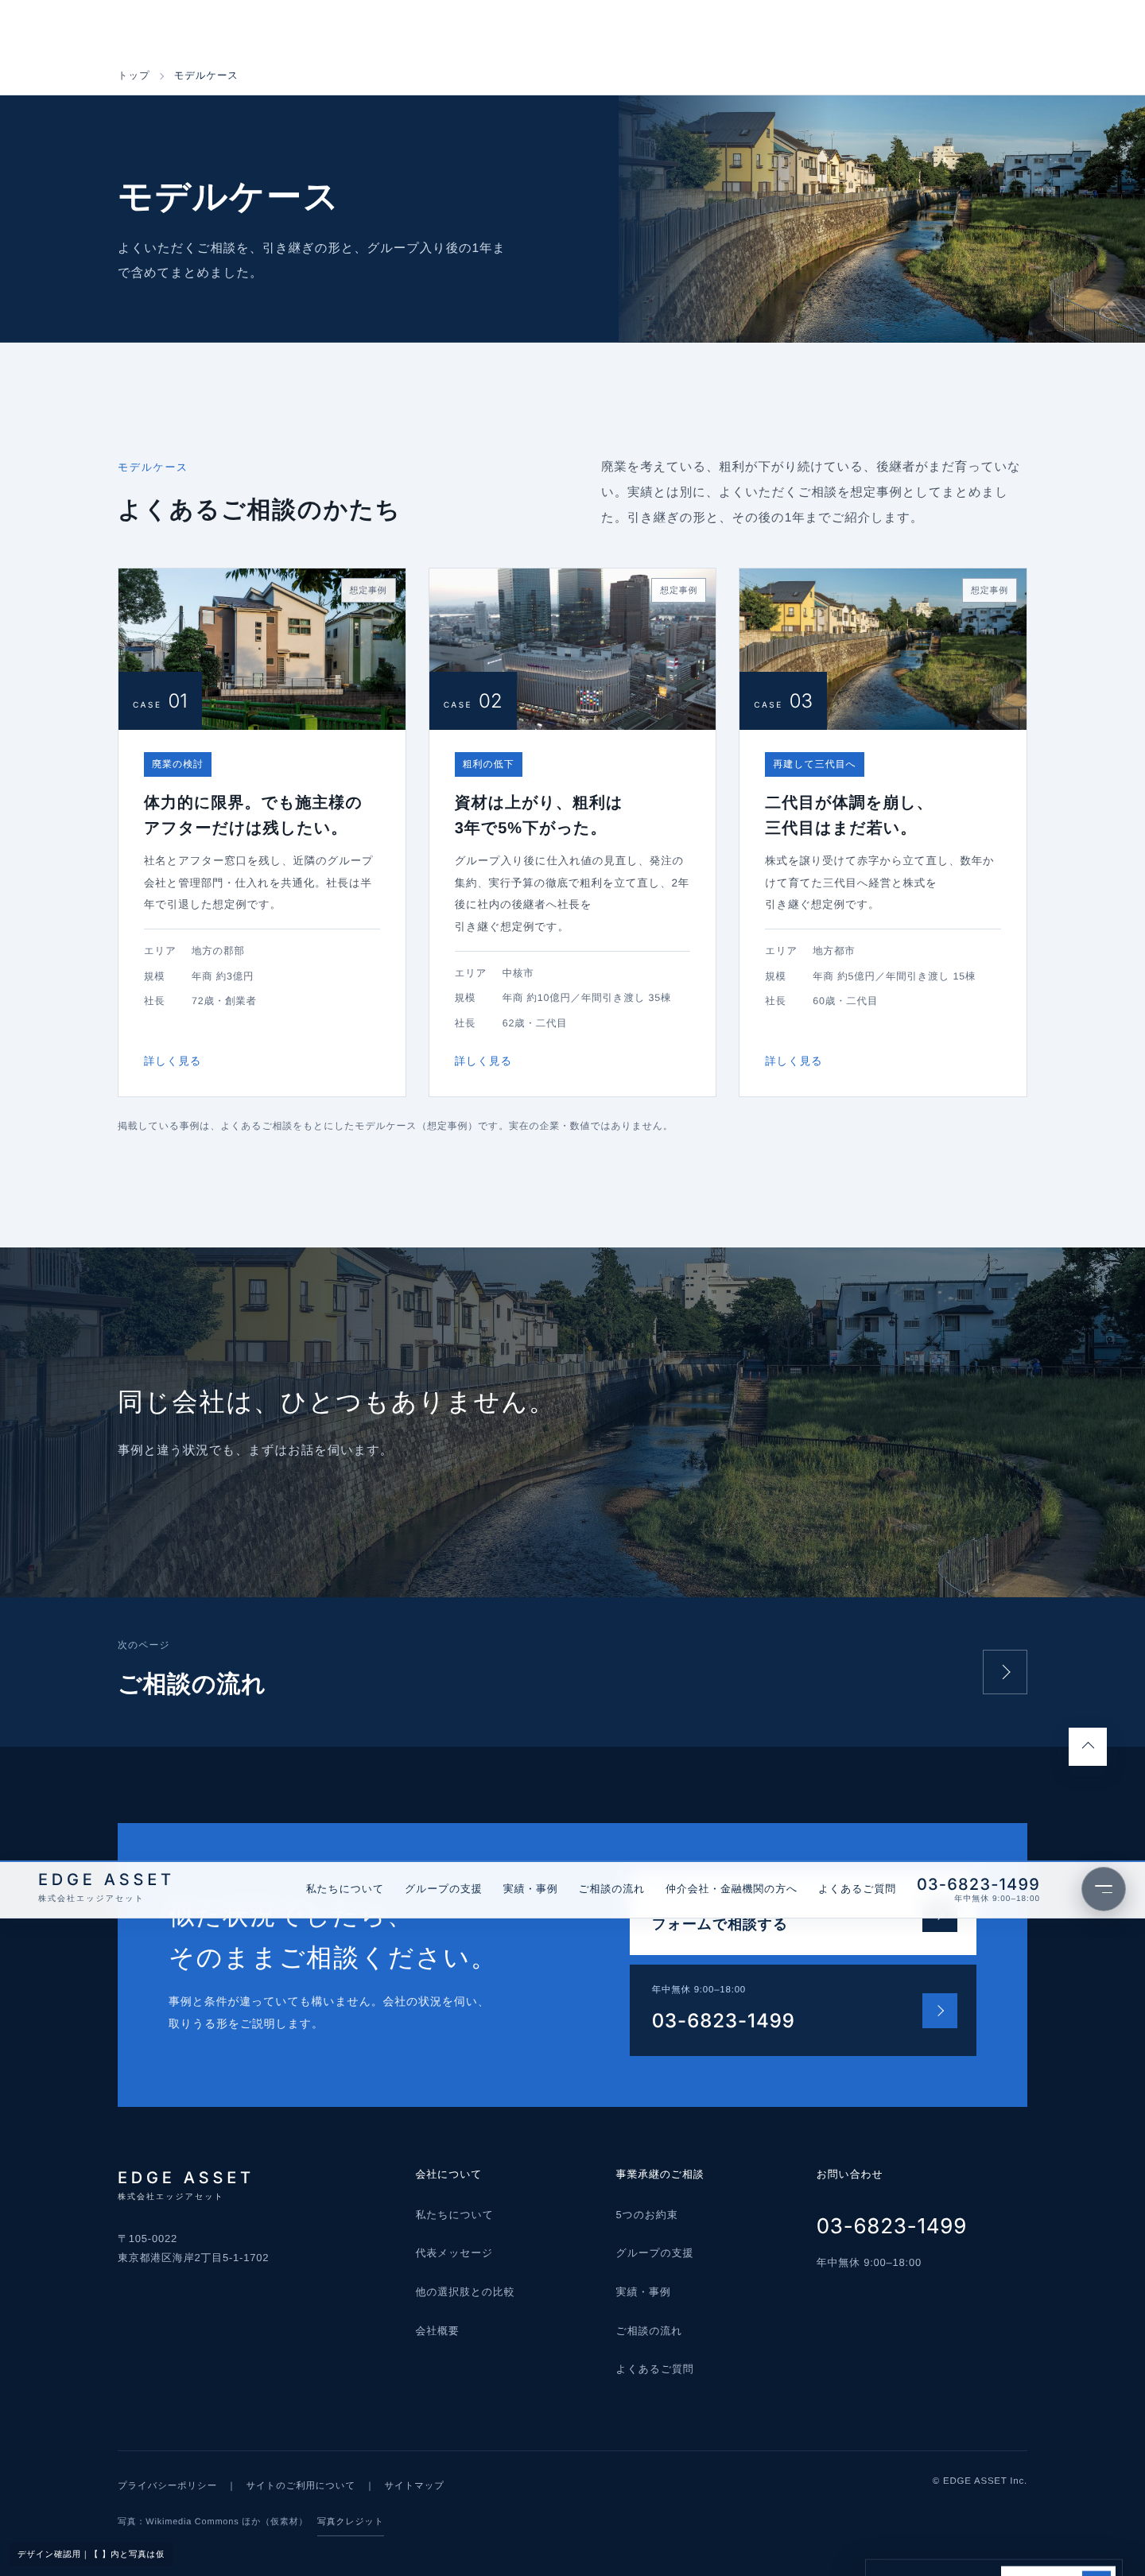 トップ
モデルケース
モデルケース
よくいただくご相談を、引き継ぎの形と、グループ入り後の1年ま
で含めてまとめました。
モデルケース
よくあるご相談のかたち
廃業を考えている、粗利が下がり続けている、後継者がまだ育っていな
い。実績とは別に、よくいただくご相談を想定事例としてまとめまし
た。引き継ぎの形と、その後の1年までご紹介します。
想定事例
CASE 01
廃業の検討
体力的に限界。でも施主様の
アフターだけは残したい。
社名とアフター窓口を残し、近隣のグループ
会社と管理部門・仕入れを共通化。社長は半
年で引退した想定事例です。
エリア 地方の郡部
規模 年商 約3億円
社長 72歳・創業者
詳しく見る
想定事例
CASE 02
粗利の低下
資材は上がり、粗利は
3年で5%下がった。
グループ入り後に仕入れ値の見直し、発注の
集約、実行予算の徹底で粗利を立て直し、2年
後に社内の後継者へ社長を
引き継ぐ想定事例です。
エリア 中核市
規模 年商 約10億円／年間引き渡し 35棟
社長 62歳・二代目
詳しく見る
想定事例
CASE 03
再建して三代目へ
二代目が体調を崩し、
三代目はまだ若い。
株式を譲り受けて赤字から立て直し、数年か
けて育てた三代目へ経営と株式を
引き継ぐ想定事例です。
エリア 地方都市
規模 年商 約5億円／年間引き渡し 15棟
社長 60歳・二代目
詳しく見る
掲載している事例は、よくあるご相談をもとにしたモデルケース（想定事例）です。実在の企業・数値ではありません。
同じ会社は、ひとつもありません。
事例と違う状況でも、まずはお話を伺います。
次のページ
ご相談の流れ
EDGE ASSET
株式会社エッジアセット
私たちについて
グループの支援
実績・事例
ご相談の流れ
仲介会社・金融機関の方へ
よくあるご質問
03-6823-1499
年中無休 9:00–18:00
似た状況でしたら、
そのままご相談ください。
事例と条件が違っていても構いません。会社の状況を伺い、
取りうる形をご説明します。
フォームで相談する
年中無休 9:00–18:00
03-6823-1499
EDGE ASSET
株式会社エッジアセット
〒105-0022
東京都港区海岸2丁目5-1-1702
会社について
私たちについて
代表メッセージ
他の選択肢との比較
会社概要
事業承継のご相談
5つのお約束
グループの支援
実績・事例
ご相談の流れ
よくあるご質問
お問い合わせ
03-6823-1499
年中無休 9:00–18:00
プライバシーポリシー | サイトのご利用について | サイトマップ
© EDGE ASSET Inc.
写真：Wikimedia Commons ほか（仮素材） 写真クレジット
デザイン確認用｜【 】内と写真は仮